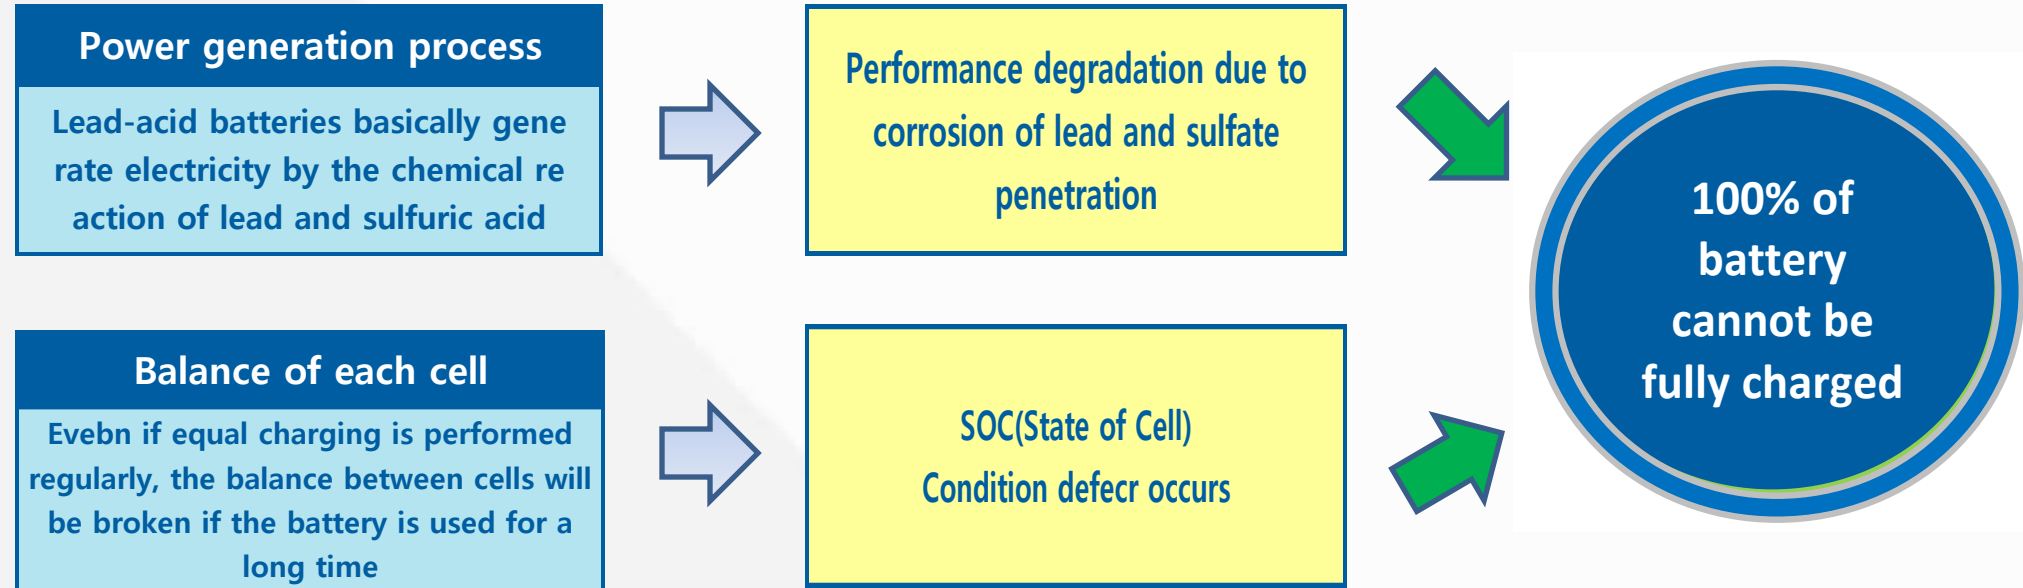 Power generation process
Lead-acid batteries basically gene
rate electricity by the chemical re
action of lead and sulfuric acid
Performance degradation due to
corrosion of lead and sulfate
penetration
Balance of each cell
Evebn if equal charging is performed
regularly, the balance between cells will
be broken if the battery is used for a
long time
SOC(State of Cell)
Condition defecr occurs
100% of
battery
cannot be
fully charged